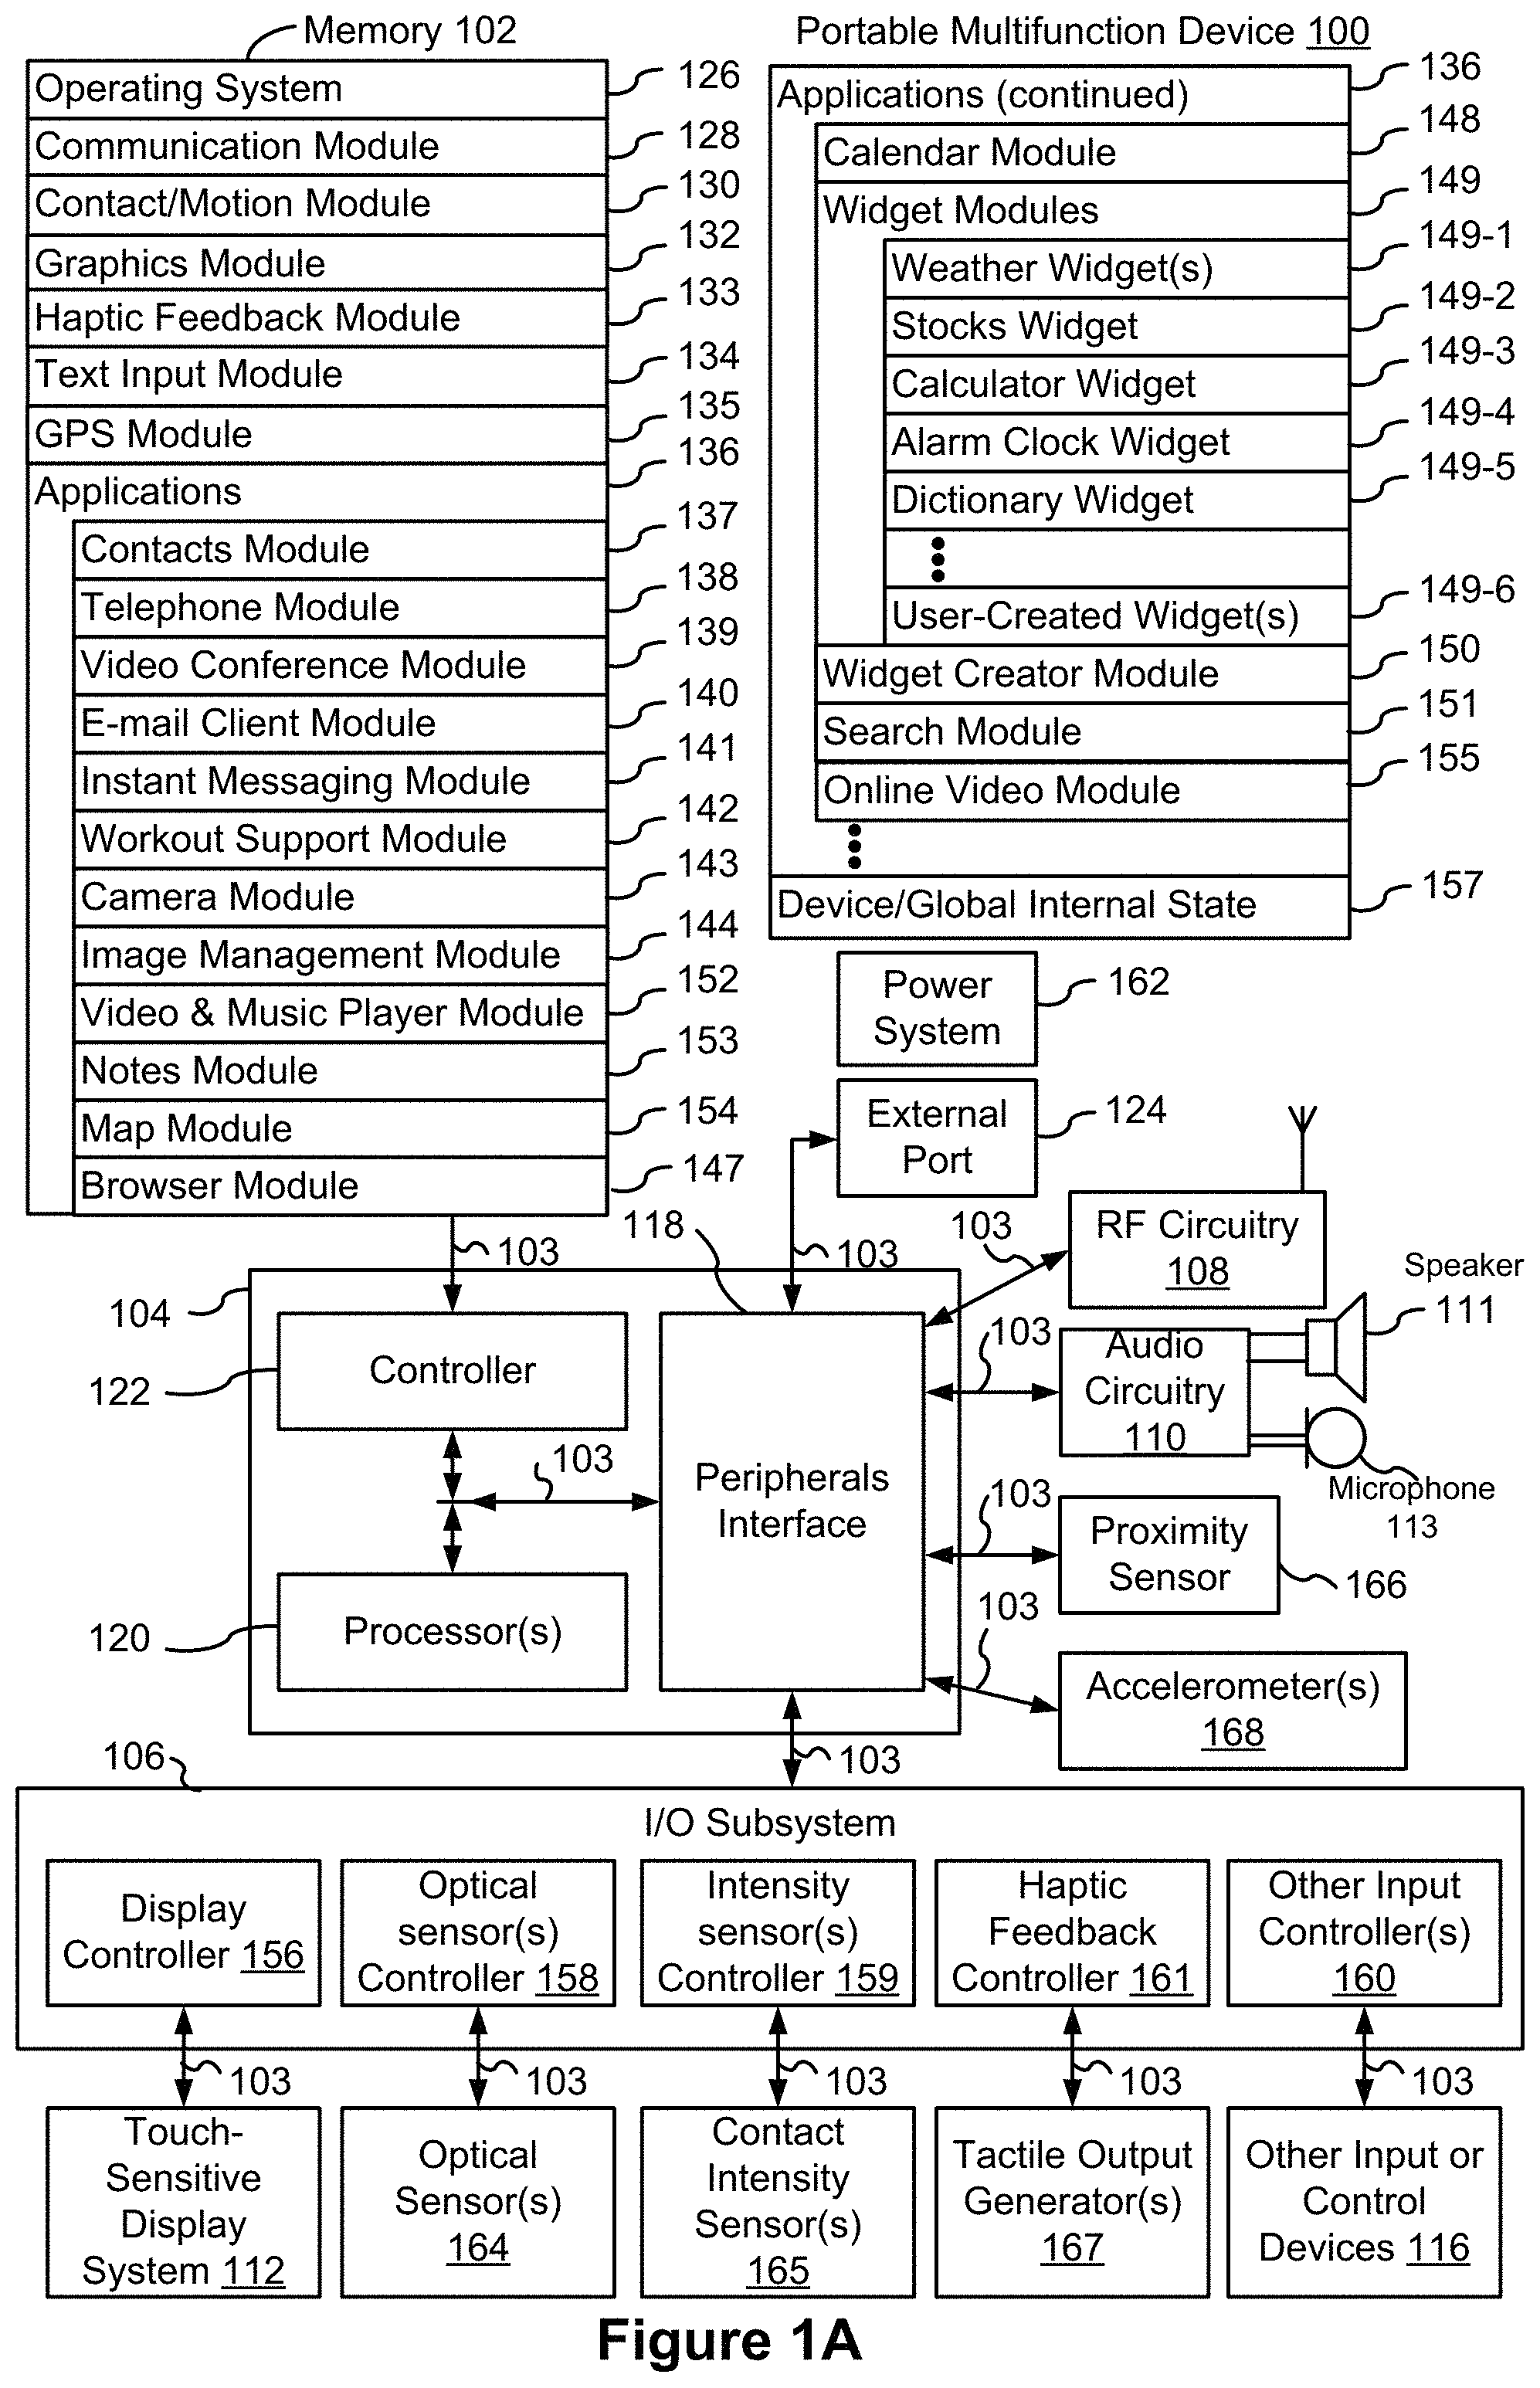 Memory 102
Operating System 126
Communication Module 128
Contact/Motion Module 130
Graphics Module 132
Haptic Feedback Module 133
Text Input Module 134
GPS Module 135
Applications 136
Contacts Module 137
Telephone Module 138
Video Conference Module 139
E-mail Client Module 140
Instant Messaging Module 141
Workout Support Module 142
Camera Module 143
Image Management Module 144
Video & Music Player Module 152
Notes Module 153
Map Module 154
Browser Module 147
Portable Multifunction Device 100
Applications (continued) 136
Calendar Module 148
Widget Modules 149
Weather Widget(s) 149-1
Stocks Widget 149-2
Calculator Widget 149-3
Alarm Clock Widget 149-4
Dictionary Widget 149-5
User-Created Widget(s) 149-6
Widget Creator Module 150
Search Module 151
Online Video Module 155
Device/Global Internal State 157
Power
System
162
External
Port
124
103
118
103
103
RF Circuitry
108
104
Controller
122
103
Peripherals
Interface
Processor(s)
120
103
Audio
Circuitry
110
Speaker
111
Microphone
113
103
Proximity
Sensor
166
103
Accelerometer(s)
168
103
106
I/O Subsystem
Display
Controller 156
Optical
sensor(s)
Controller 158
Intensity
sensor(s)
Controller 159
Haptic
Feedback
Controller 161
Other Input
Controller(s)
160
103
103
103
103
103
Touch-
Sensitive
Display
System 112
Optical
Sensor(s)
164
Contact
Intensity
Sensor(s)
165
Tactile Output
Generator(s)
167
Other Input or
Control
Devices 116
Figure 1A